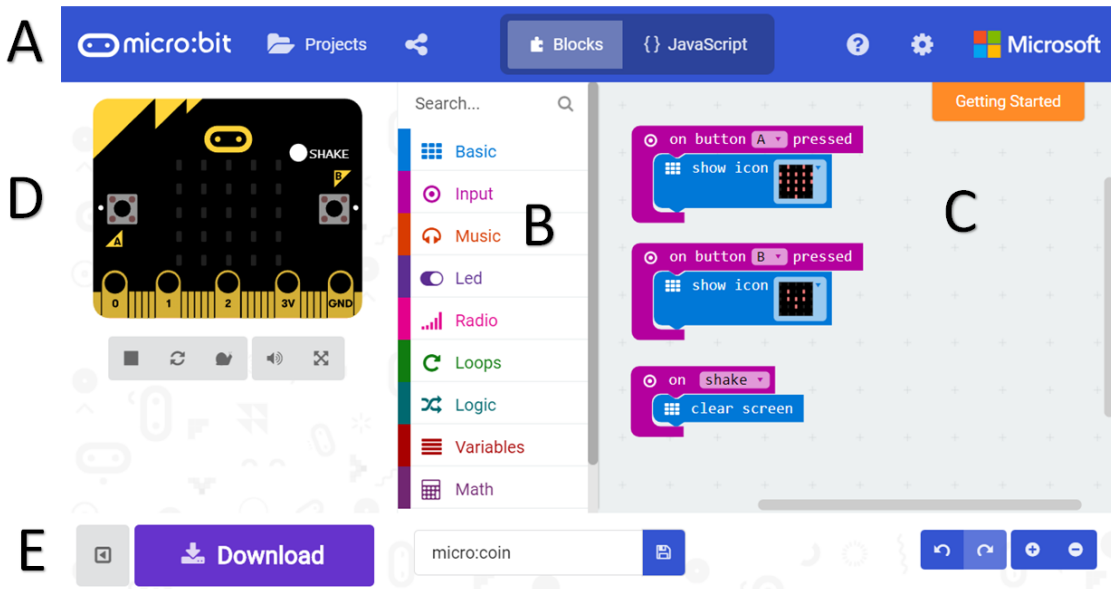 A
micro:bit Projects Blocks {} JavaScript ? Microsoft
Search...
Getting Started
SHAKE
B
A
0 1 2 3V GND
D
Basic
Input
Music
Led
Radio
Loops
Logic
Variables
Math
B
on button A pressed
show icon
on button B pressed
show icon
on shake
clear screen
C
E
Download
micro:coin